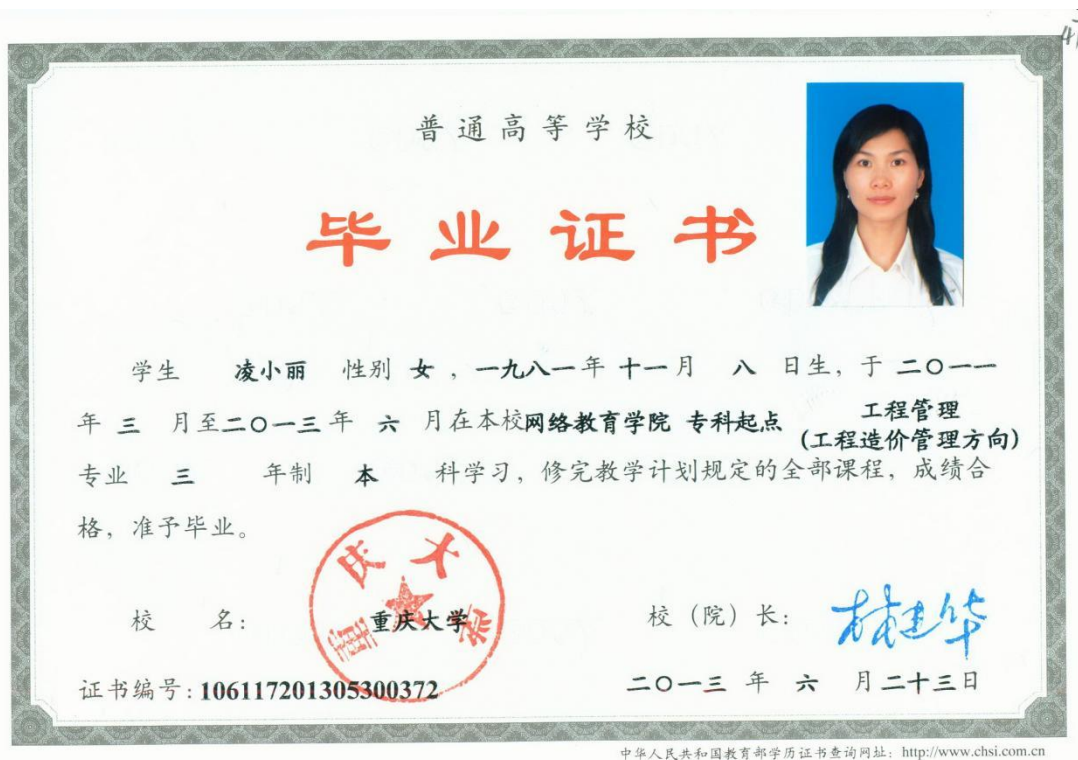 普通高等学校
毕业证书
学生 凌小丽 性别 女，一九八一年 十一月 八 日生，于 二〇一一
年 三 月至二〇一三年 六 月在本校网络教育学院 专科起点 工程管理
(工程造价管理方向)
专业 三 年制 本 科学习，修完教学计划规定的全部课程，成绩合
格，准予毕业。
重庆大学
校 名：重庆大学 校（院）长：林建华
证书编号：106117201305300372 二〇一三 年 六 月二十三日
中华人民共和国教育部学历证书查询网址：http://www.chsi.com.cn